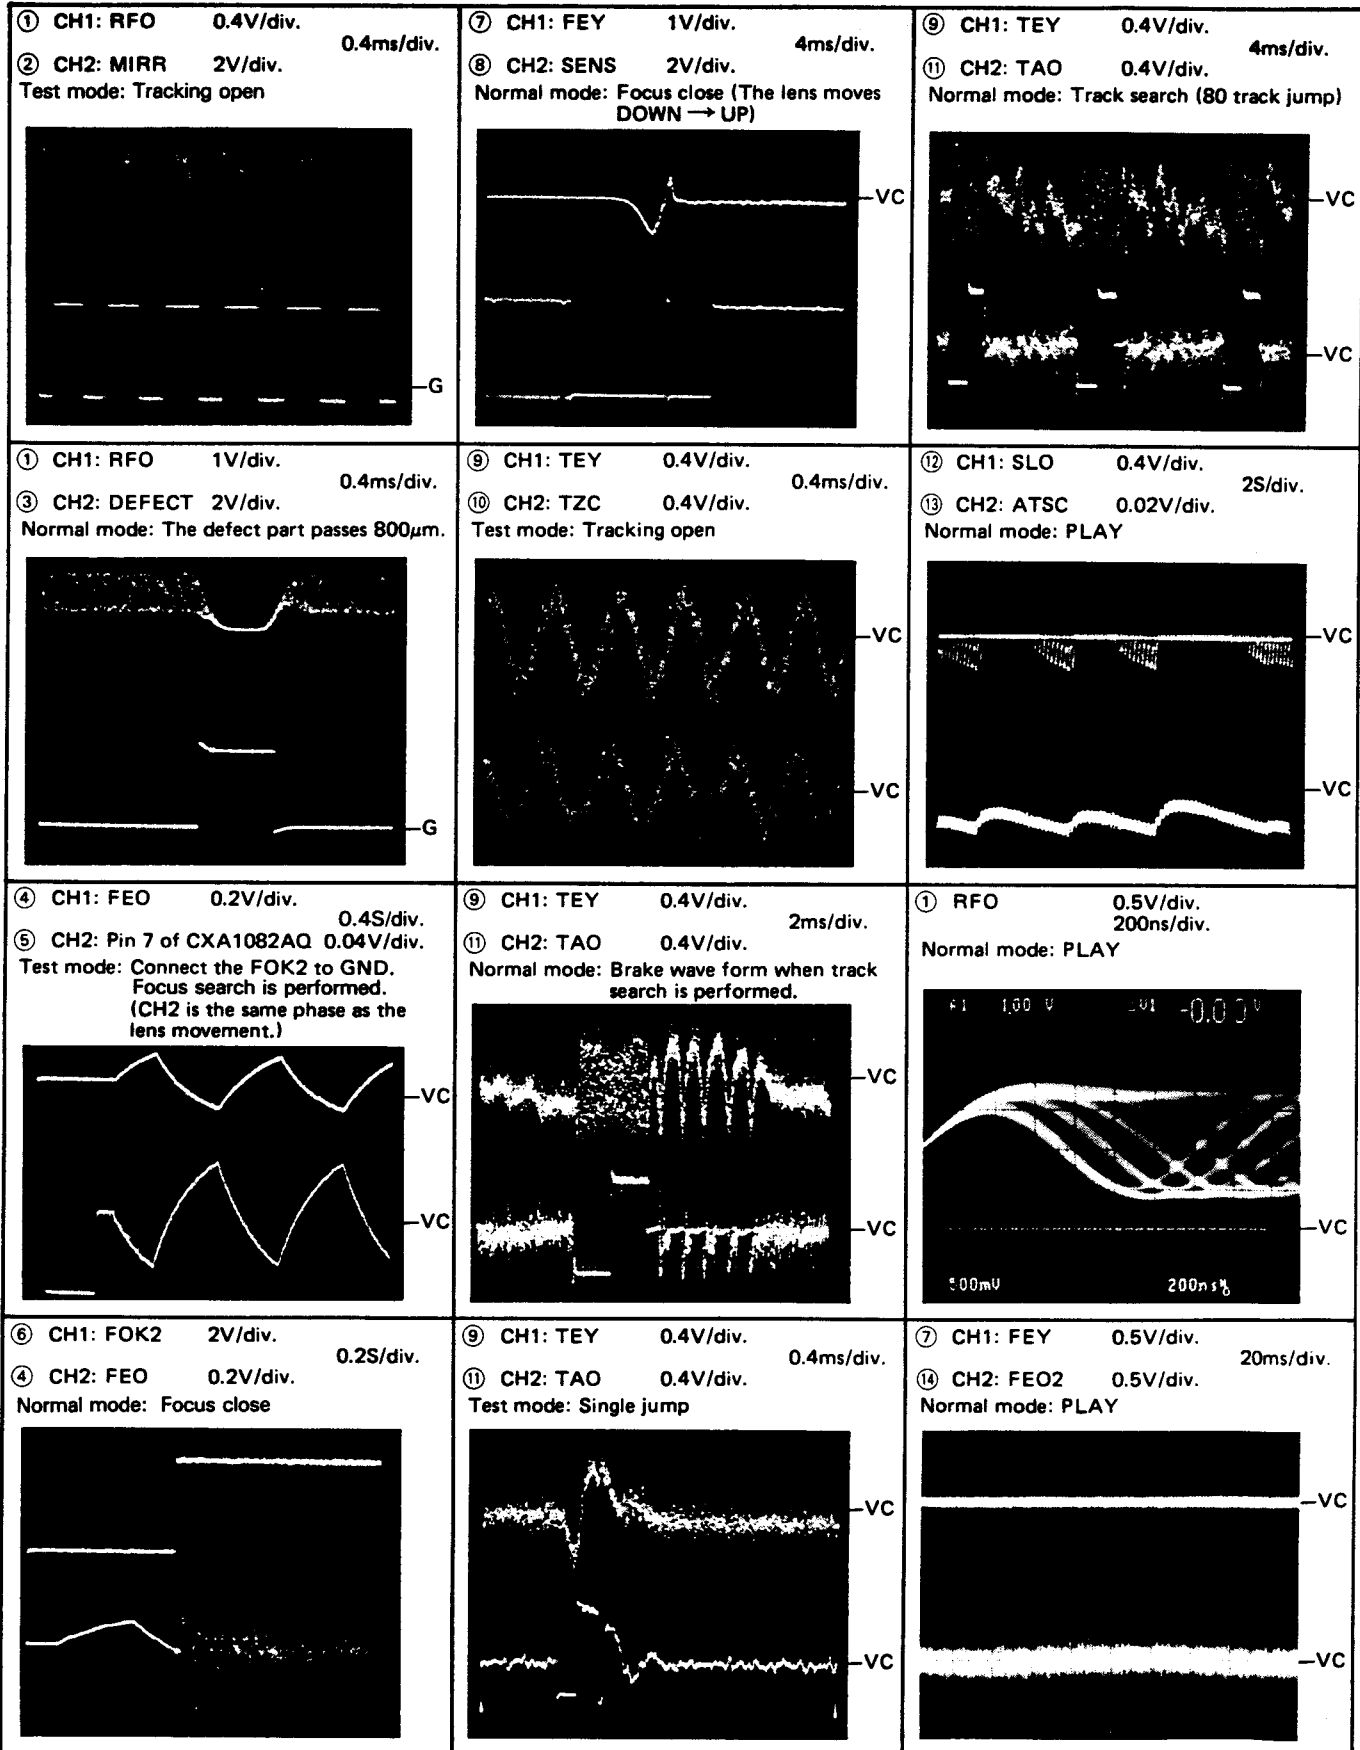 ① CH1: RFO 0.4V/div.
0.4ms/div.
② CH2: MIRR 2V/div.
Test mode: Tracking open
G
⑦ CH1: FEY 1V/div.
4ms/div.
⑧ CH2: SENS 2V/div.
Normal mode: Focus close (The lens moves
DOWN → UP)
VC
⑨ CH1: TEY 0.4V/div.
4ms/div.
⑪ CH2: TAO 0.4V/div.
Normal mode: Track search (80 track jump)
VC
VC
① CH1: RFO 1V/div.
0.4ms/div.
③ CH2: DEFECT 2V/div.
Normal mode: The defect part passes 800μm.
G
⑨ CH1: TEY 0.4V/div.
0.4ms/div.
⑩ CH2: TZC 0.4V/div.
Test mode: Tracking open
VC
VC
⑫ CH1: SLO 0.4V/div.
2S/div.
⑬ CH2: ATSC 0.02V/div.
Normal mode: PLAY
VC
VC
④ CH1: FEO 0.2V/div.
0.4S/div.
⑤ CH2: Pin 7 of CXA1082AQ 0.04V/div.
Test mode: Connect the FOK2 to GND.
Focus search is performed.
(CH2 is the same phase as the
lens movement.)
VC
VC
⑨ CH1: TEY 0.4V/div.
2ms/div.
⑪ CH2: TAO 0.4V/div.
Normal mode: Brake wave form when track
search is performed.
VC
VC
① RFO 0.5V/div.
200ns/div.
Normal mode: PLAY
1.00 V
VC
200ns
⑥ CH1: FOK2 2V/div.
0.2S/div.
④ CH2: FEO 0.2V/div.
Normal mode: Focus close
⑨ CH1: TEY 0.4V/div.
0.4ms/div.
⑪ CH2: TAO 0.4V/div.
Test mode: Single jump
VC
VC
⑦ CH1: FEY 0.5V/div.
20ms/div.
⑭ CH2: FEO2 0.5V/div.
Normal mode: PLAY
VC
VC